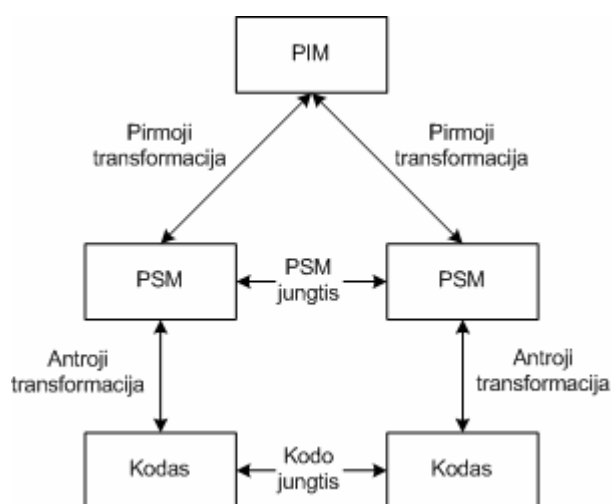 PIM
Pirmoji
transformacija
Pirmoji
transformacija
PSM
PSM
jungtis
PSM
Antroji
transformacija
Antroji
transformacija
Kodas
Kodo
jungtis
Kodas